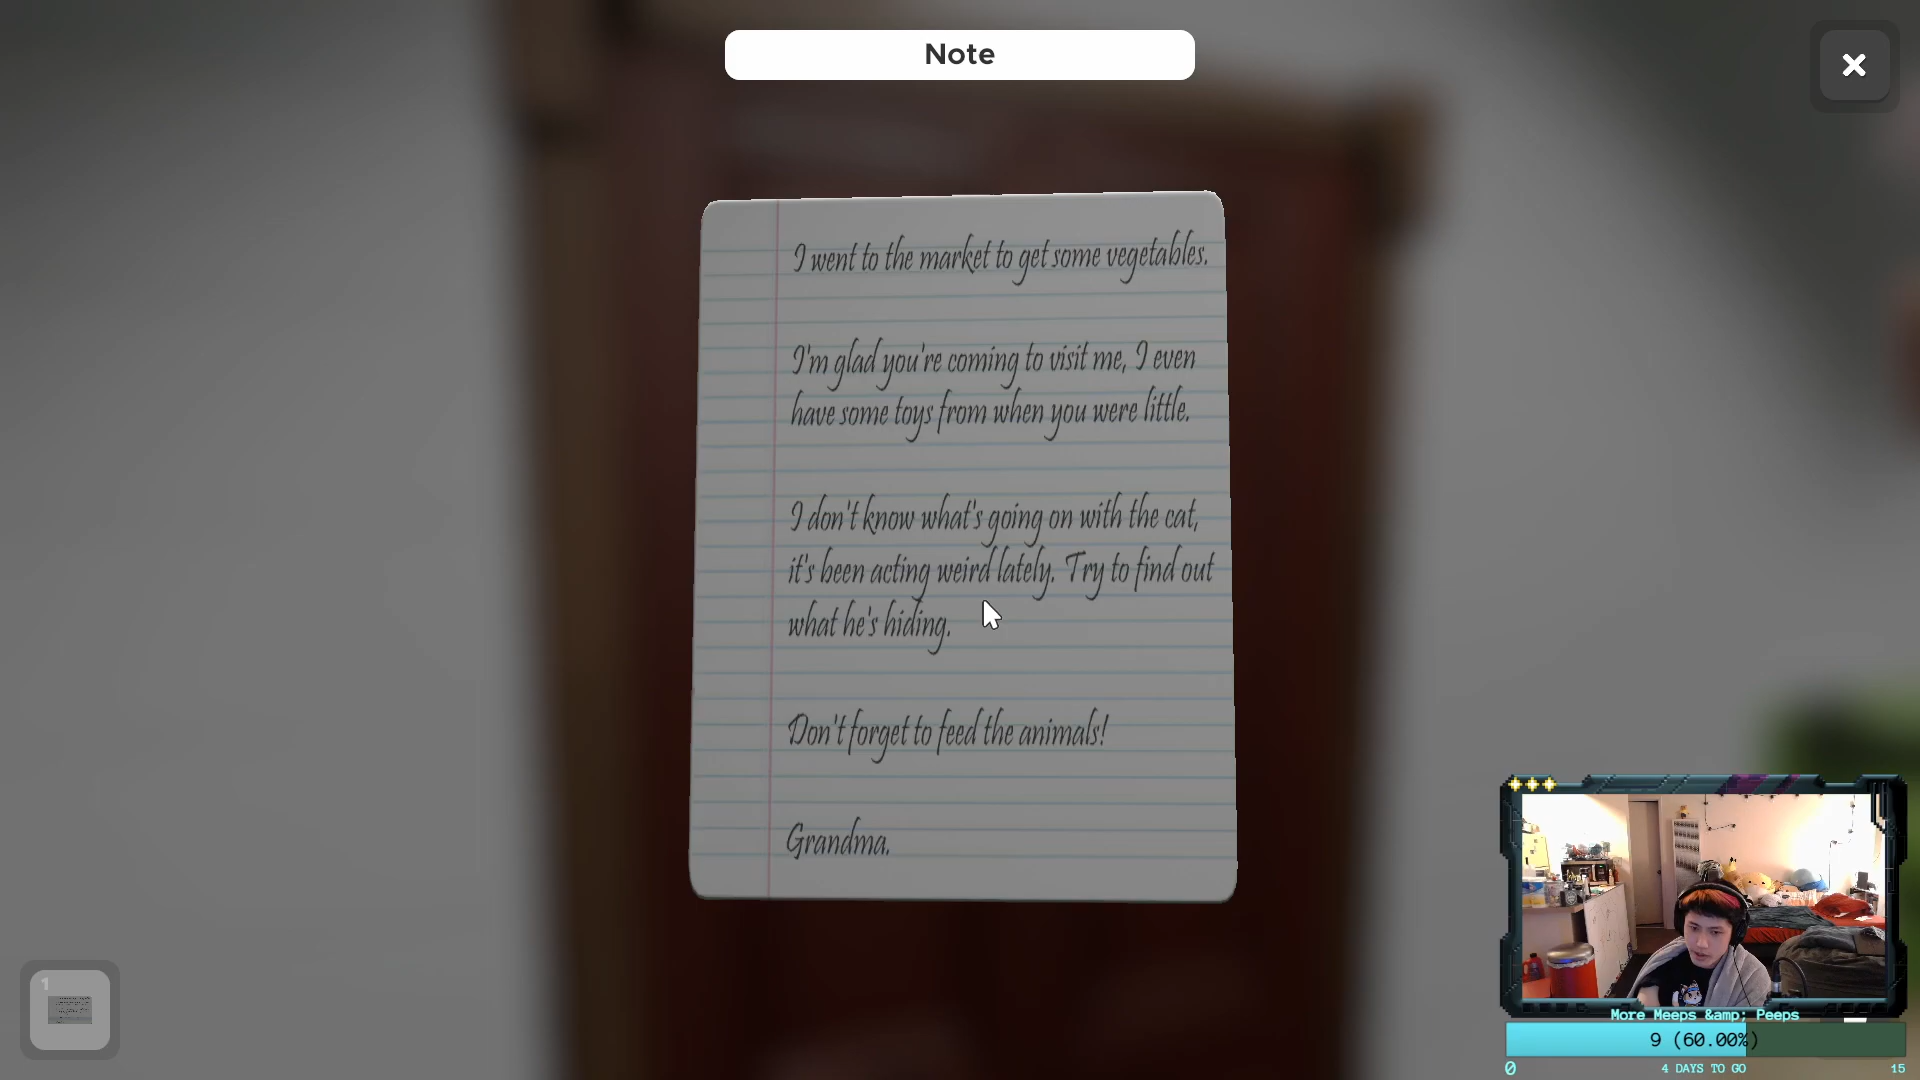 Note
I went to the market to get some vegetables.
I'm glad you're coming to visit me, I even
have some toys from when you were little.
I don't know what's going on with the cat,
it's been acting weird lately. Try to find out
what he's hiding.
Don't forget to feed the animals!
Grandma.
1
More Meeps &amp; Peeps
9 (60.00%)
0
4 DAYS TO GO
15